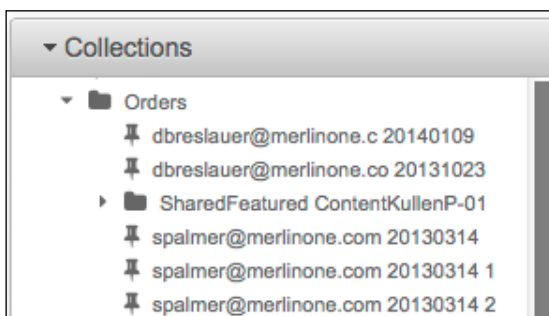 Collections
Orders
dbreslauer@merlinone.c 20140109
dbreslauer@merlinone.co 20131023
SharedFeatured ContentKullenP-01
spalmer@merlinone.com 20130314
spalmer@merlinone.com 20130314 1
spalmer@merlinone.com 20130314 2